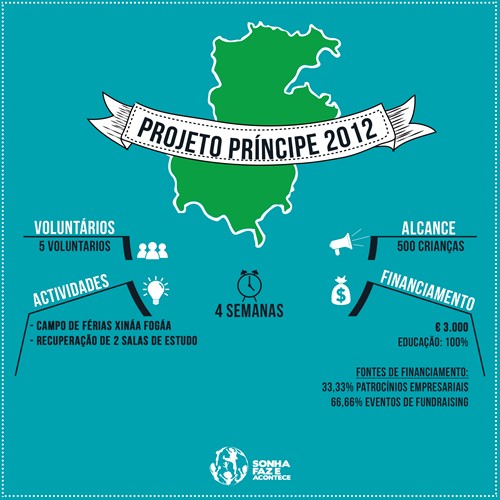 PROJETO PRÍNCIPE 2012
VOLUNTÁRIOS
5 VOLUNTARIOS
ALCANCE
500 CRIANÇAS
ACTIVIDADES
- CAMPO DE FÉRIAS XINÁA FOGÁA
- RECUPERAÇÃO DE 2 SALAS DE ESTUDO
4 SEMANAS
$
FINANCIAMENTO
€ 3.000
EDUCAÇÃO: 100%
FONTES DE FINANCIAMENTO:
33,33% PATROCÍNIOS EMPRESARIAIS
66,66% EVENTOS DE FUNDRAISING
SONHA
FAZ E
ACONTECE